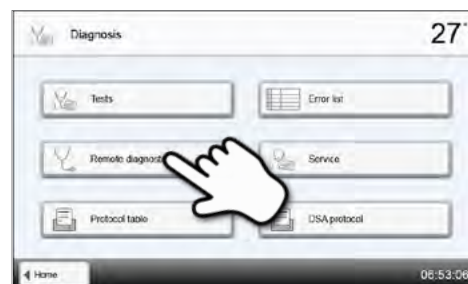 Diagnosis 27°
Tests
Error list
Remote diagnost
Service
Protocol table
DSA protocol
Home 06:53:06